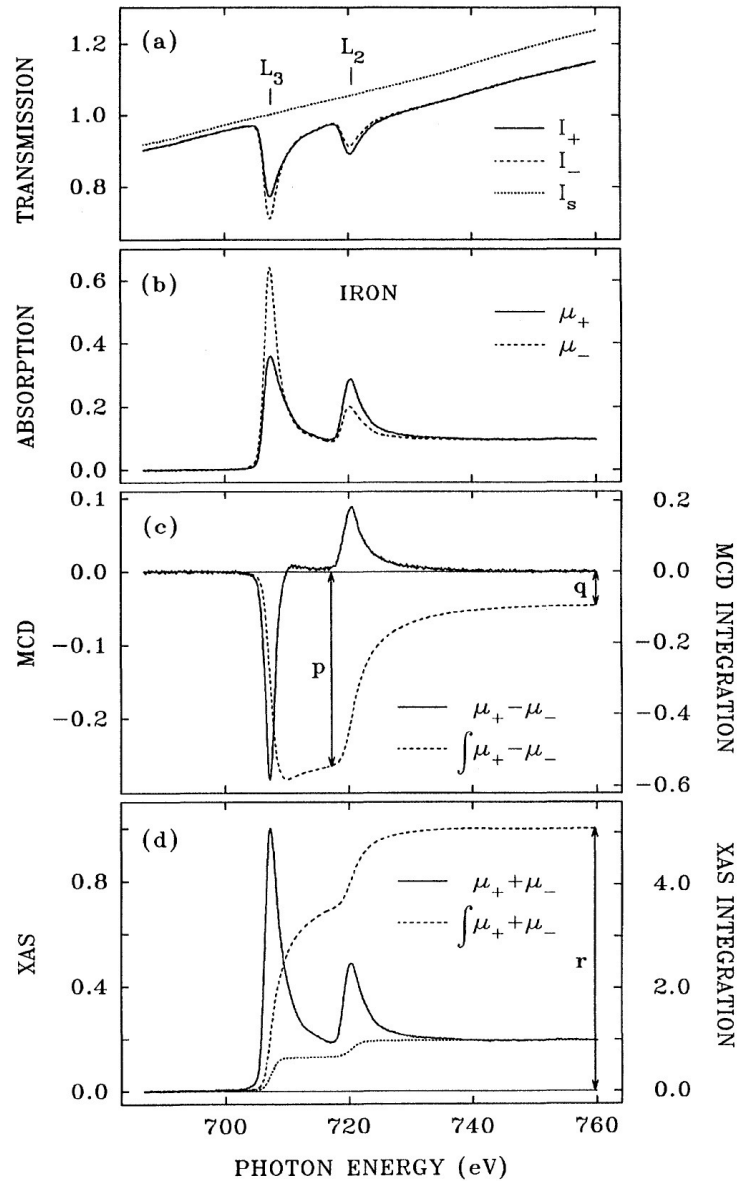 (a)
L₃
L₂
1.2
1.0
0.8
TRANSMISSION
I₊
I₋
Iₛ
(b)
IRON
0.6
0.4
0.2
0.0
ABSORPTION
μ₊
μ₋
(c)
0.1
0.0
−0.1
−0.2
MCD
0.2
0.0
−0.2
−0.4
−0.6
MCD INTEGRATION
p
q
μ₊−μ₋
∫μ₊−μ₋
(d)
0.8
0.4
0.0
XAS
4.0
2.0
0.0
XAS INTEGRATION
μ₊+μ₋
∫μ₊+μ₋
r
700
720
740
760
PHOTON ENERGY (eV)